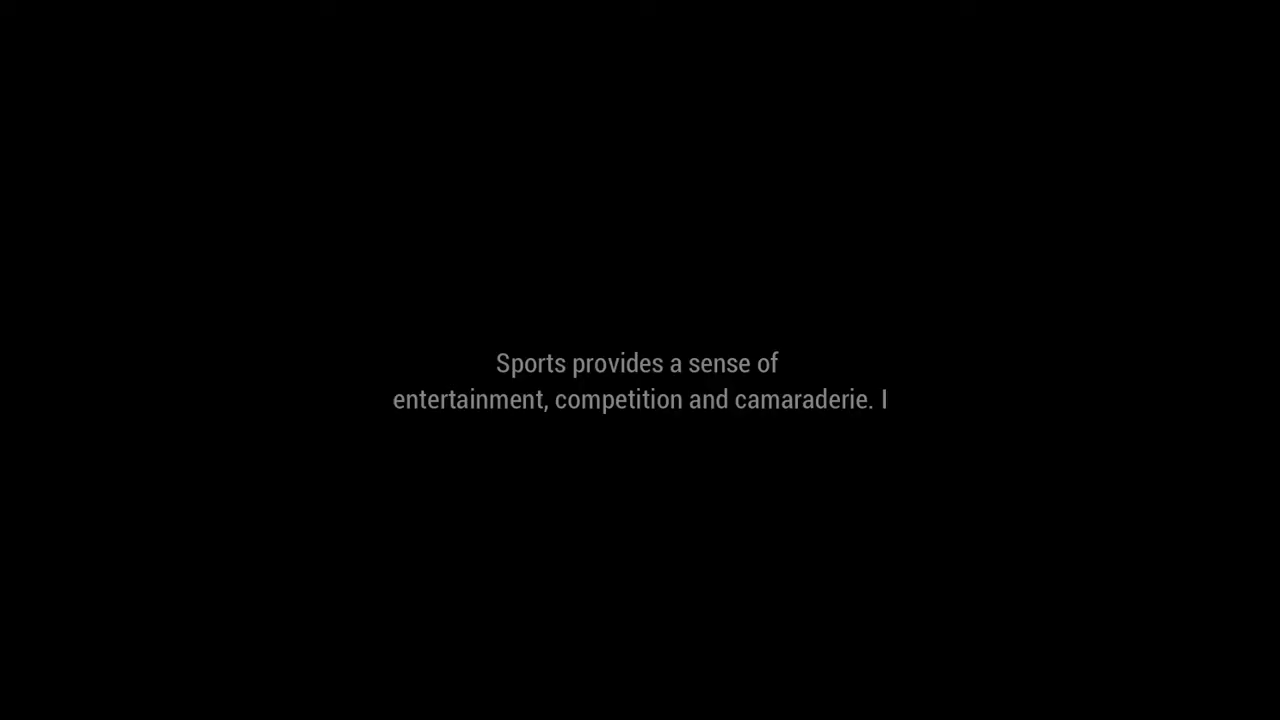 Sports provides a sense of
entertainment, competition and camaraderie. I